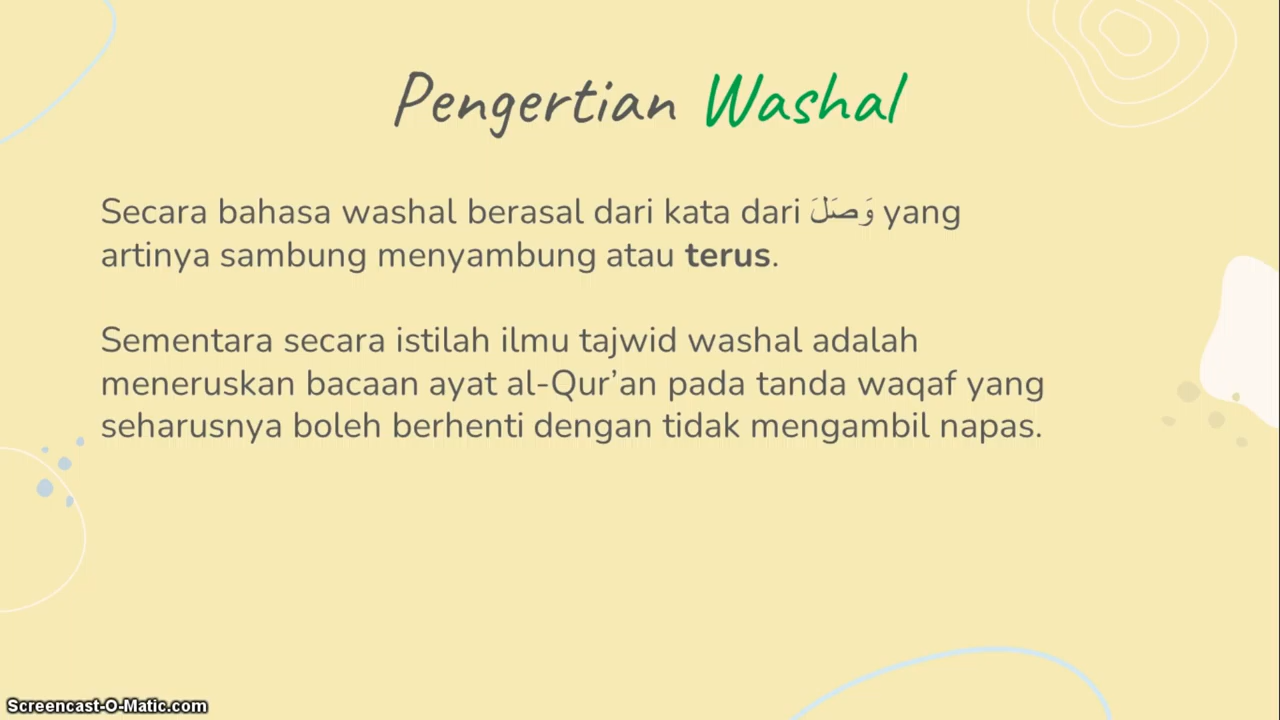 Pengertian Washal
Secara bahasa washal berasal dari kata dari وَصَلَ yang
artinya sambung menyambung atau terus.
Sementara secara istilah ilmu tajwid washal adalah
meneruskan bacaan ayat al-Qur’an pada tanda waqaf yang
seharusnya boleh berhenti dengan tidak mengambil napas.
Screencast-O-Matic.com